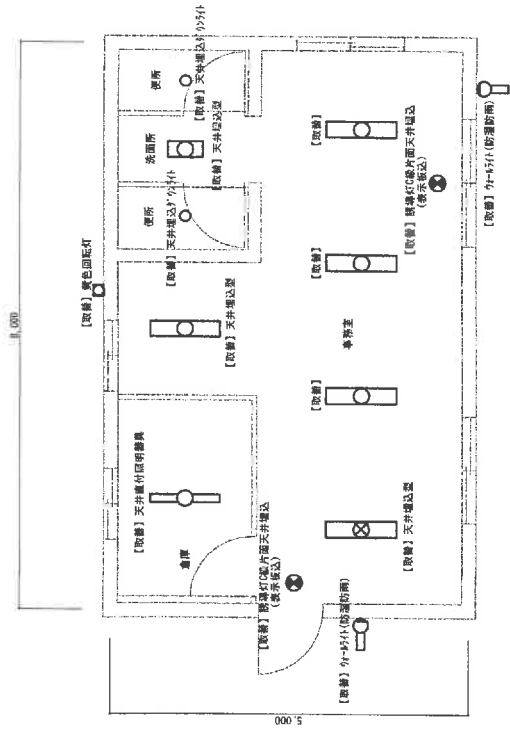 8,000
[取替] 黄色回転灯
便所
[取替] 天井埋込ダウンライト
洗面所
[取替] 天井埋込型
便所
[取替] 天井埋込ダウンライト
[取替] 天井埋込型
[取替] 天井直付照明器具
倉庫
[取替] 誘導灯C級片面天井埋込
(表示板込)
[取替] ウォールライト(防湿防雨)
[取替] 天井埋込型
[取替]
[取替]
[取替]
事務室
[取替] 誘導灯C級片面天井埋込
(表示板込)
[取替] ウォールライト(防湿防雨)
5,000